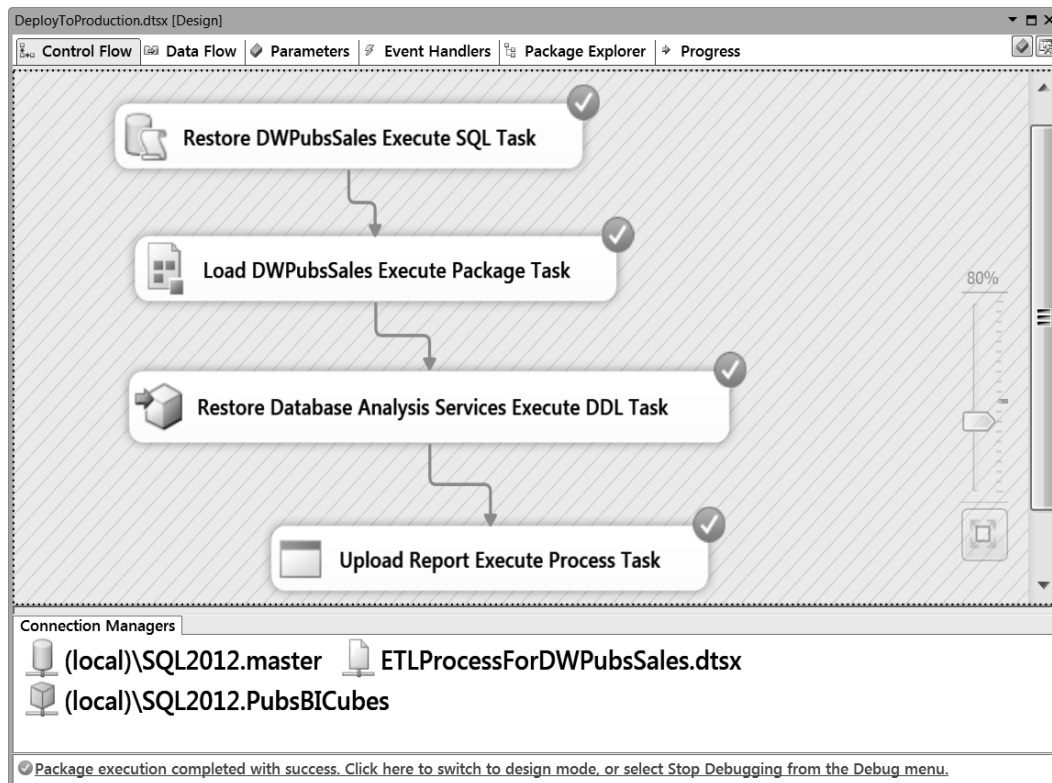 DeployToProduction.dtsx [Design]
Control Flow Data Flow Parameters Event Handlers Package Explorer Progress
Restore DWPubsSales Execute SQL Task
Load DWPubsSales Execute Package Task
80%
Restore Database Analysis Services Execute DDL Task
Upload Report Execute Process Task
Connection Managers
(local)\SQL2012.master ETLProcessForDWPubsSales.dtsx
(local)\SQL2012.PubsBICubes
Package execution completed with success. Click here to switch to design mode, or select Stop Debugging from the Debug menu.